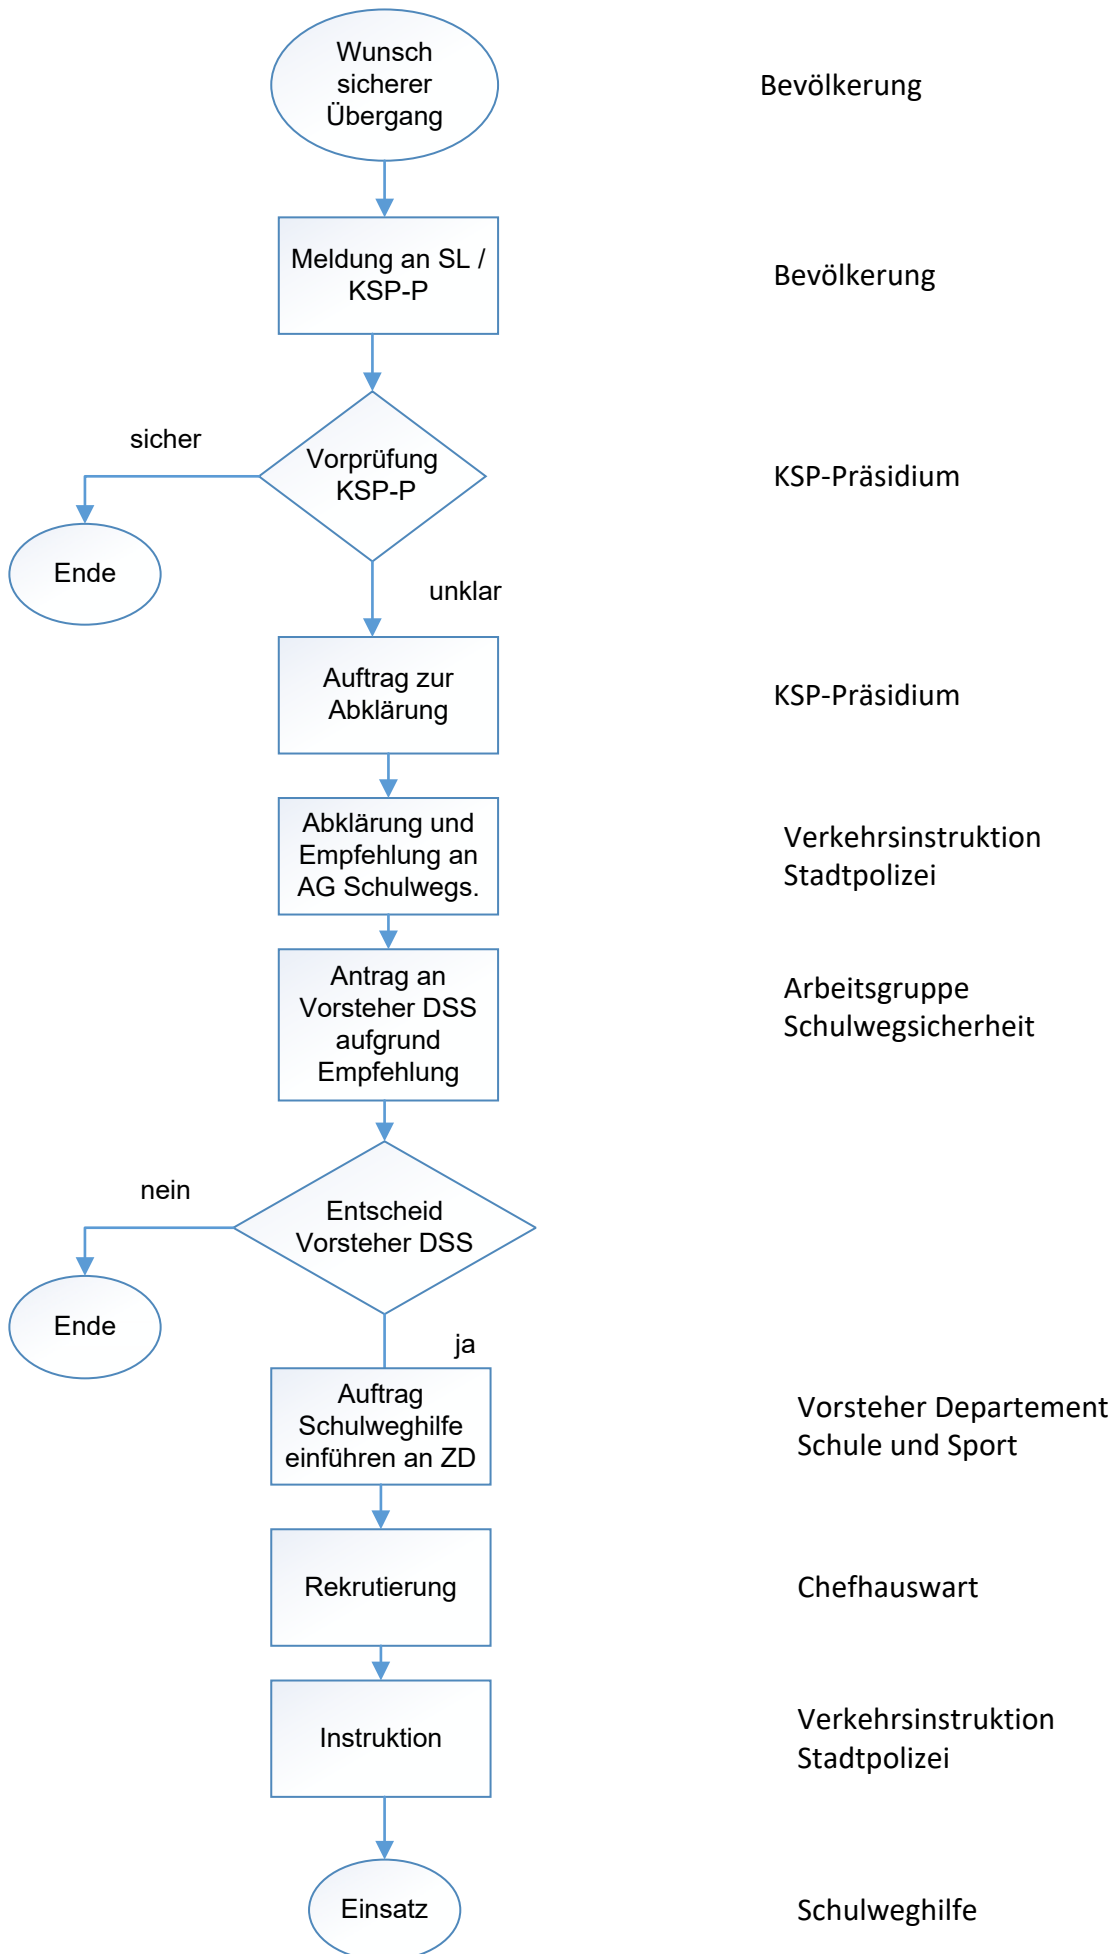 Wunsch
sicherer
Übergang
Bevölkerung
Meldung an SL /
KSP-P
Bevölkerung
sicher
Vorprüfung
KSP-P
KSP-Präsidium
Ende
unklar
Auftrag zur
Abklärung
KSP-Präsidium
Abklärung und
Empfehlung an
AG Schulwegs.
Verkehrsinstruktion
Stadtpolizei
Antrag an
Vorsteher DSS
aufgrund
Empfehlung
Arbeitsgruppe
Schulwegsicherheit
nein
Entscheid
Vorsteher DSS
Ende
ja
Auftrag
Schulweghilfe
einführen an ZD
Vorsteher Departement
Schule und Sport
Rekrutierung
Chefhauswart
Instruktion
Verkehrsinstruktion
Stadtpolizei
Einsatz
Schulweghilfe